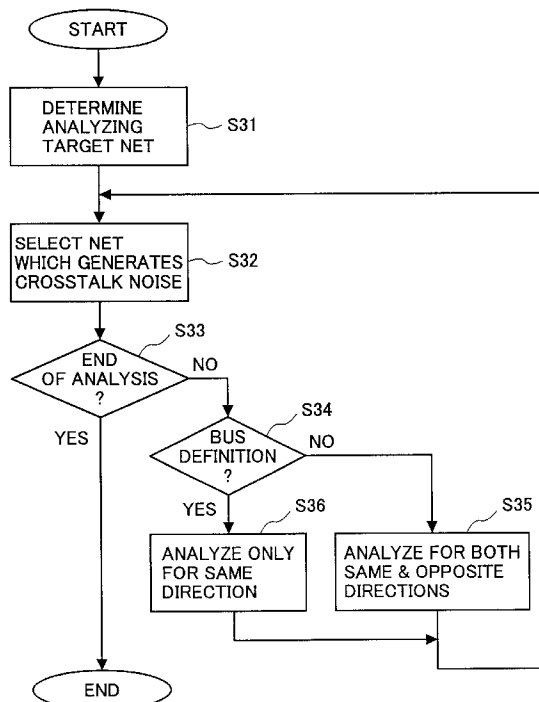 START
DETERMINE
ANALYZING
TARGET NET
S31
SELECT NET
WHICH GENERATES
CROSSTALK NOISE
S32
S33
END
OF ANALYSIS
?
NO
YES
S34
BUS
DEFINITION
?
NO
YES
S36
ANALYZE ONLY
FOR SAME
DIRECTION
S35
ANALYZE FOR BOTH
SAME & OPPOSITE
DIRECTIONS
END